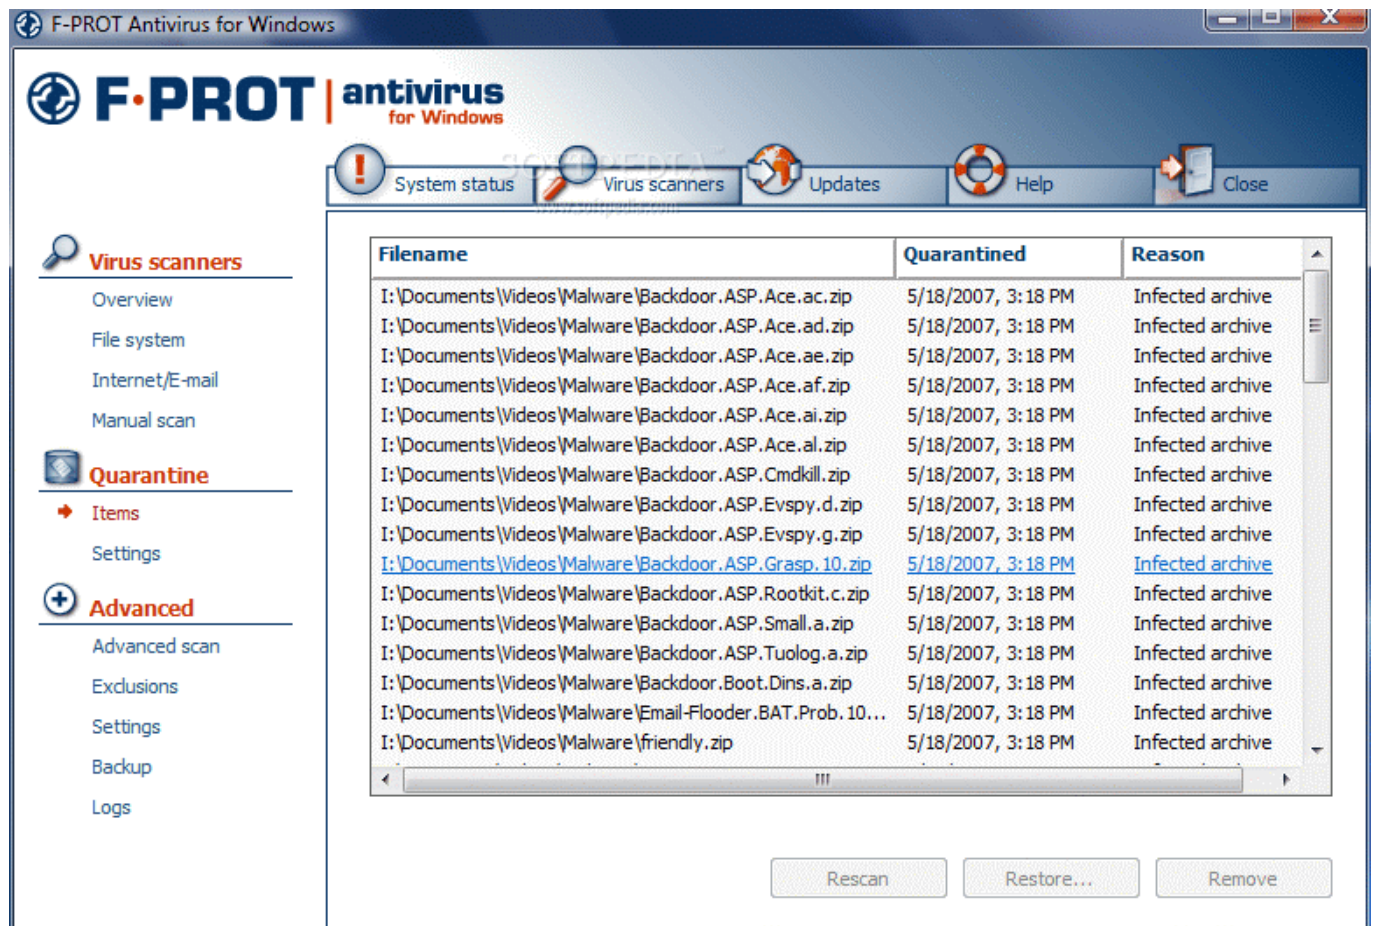 F-PROT Antivirus for Windows
F·PROT antivirus
for Windows
SOFTPEDIA
www.softpedia.com
System status
Virus scanners
Updates
Help
Close
Virus scanners
Overview
File system
Internet/E-mail
Manual scan
Quarantine
Items
Settings
Advanced
Advanced scan
Exclusions
Settings
Backup
Logs
Filename Quarantined Reason
I:\Documents\Videos\Malware\Backdoor.ASP.Ace.ac.zip 5/18/2007, 3:18 PM Infected archive
I:\Documents\Videos\Malware\Backdoor.ASP.Ace.ad.zip 5/18/2007, 3:18 PM Infected archive
I:\Documents\Videos\Malware\Backdoor.ASP.Ace.ae.zip 5/18/2007, 3:18 PM Infected archive
I:\Documents\Videos\Malware\Backdoor.ASP.Ace.af.zip 5/18/2007, 3:18 PM Infected archive
I:\Documents\Videos\Malware\Backdoor.ASP.Ace.ai.zip 5/18/2007, 3:18 PM Infected archive
I:\Documents\Videos\Malware\Backdoor.ASP.Ace.al.zip 5/18/2007, 3:18 PM Infected archive
I:\Documents\Videos\Malware\Backdoor.ASP.Cmdkill.zip 5/18/2007, 3:18 PM Infected archive
I:\Documents\Videos\Malware\Backdoor.ASP.Evspy.d.zip 5/18/2007, 3:18 PM Infected archive
I:\Documents\Videos\Malware\Backdoor.ASP.Evspy.g.zip 5/18/2007, 3:18 PM Infected archive
I:\Documents\Videos\Malware\Backdoor.ASP.Grasp.10.zip 5/18/2007, 3:18 PM Infected archive
I:\Documents\Videos\Malware\Backdoor.ASP.Rootkit.c.zip 5/18/2007, 3:18 PM Infected archive
I:\Documents\Videos\Malware\Backdoor.ASP.Small.a.zip 5/18/2007, 3:18 PM Infected archive
I:\Documents\Videos\Malware\Backdoor.ASP.Tuolog.a.zip 5/18/2007, 3:18 PM Infected archive
I:\Documents\Videos\Malware\Backdoor.Boot.Dins.a.zip 5/18/2007, 3:18 PM Infected archive
I:\Documents\Videos\Malware\Email-Flooder.BAT.Prob.10... 5/18/2007, 3:18 PM Infected archive
I:\Documents\Videos\Malware\friendly.zip 5/18/2007, 3:18 PM Infected archive
Rescan
Restore...
Remove